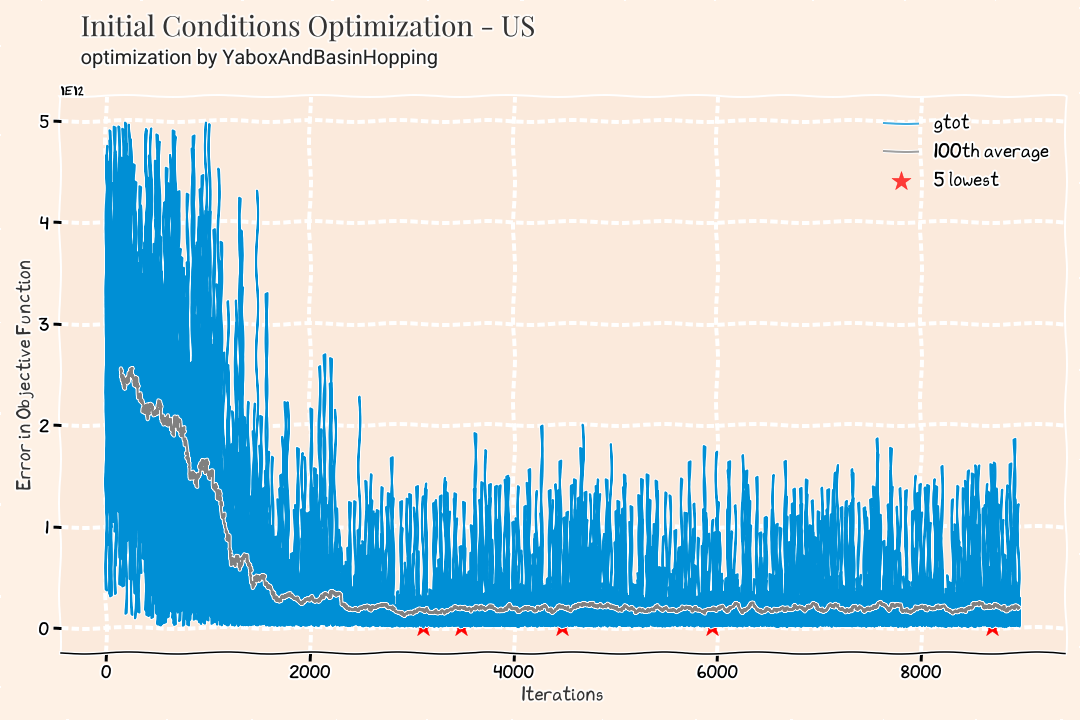 Initial Conditions Optimization - US
optimization by YaboxAndBasinHopping
1E12
5
4
3
2
1
0
Error in Objective Function
gtot
100th average
5 lowest
0 2000 4000 6000 8000
Iterations